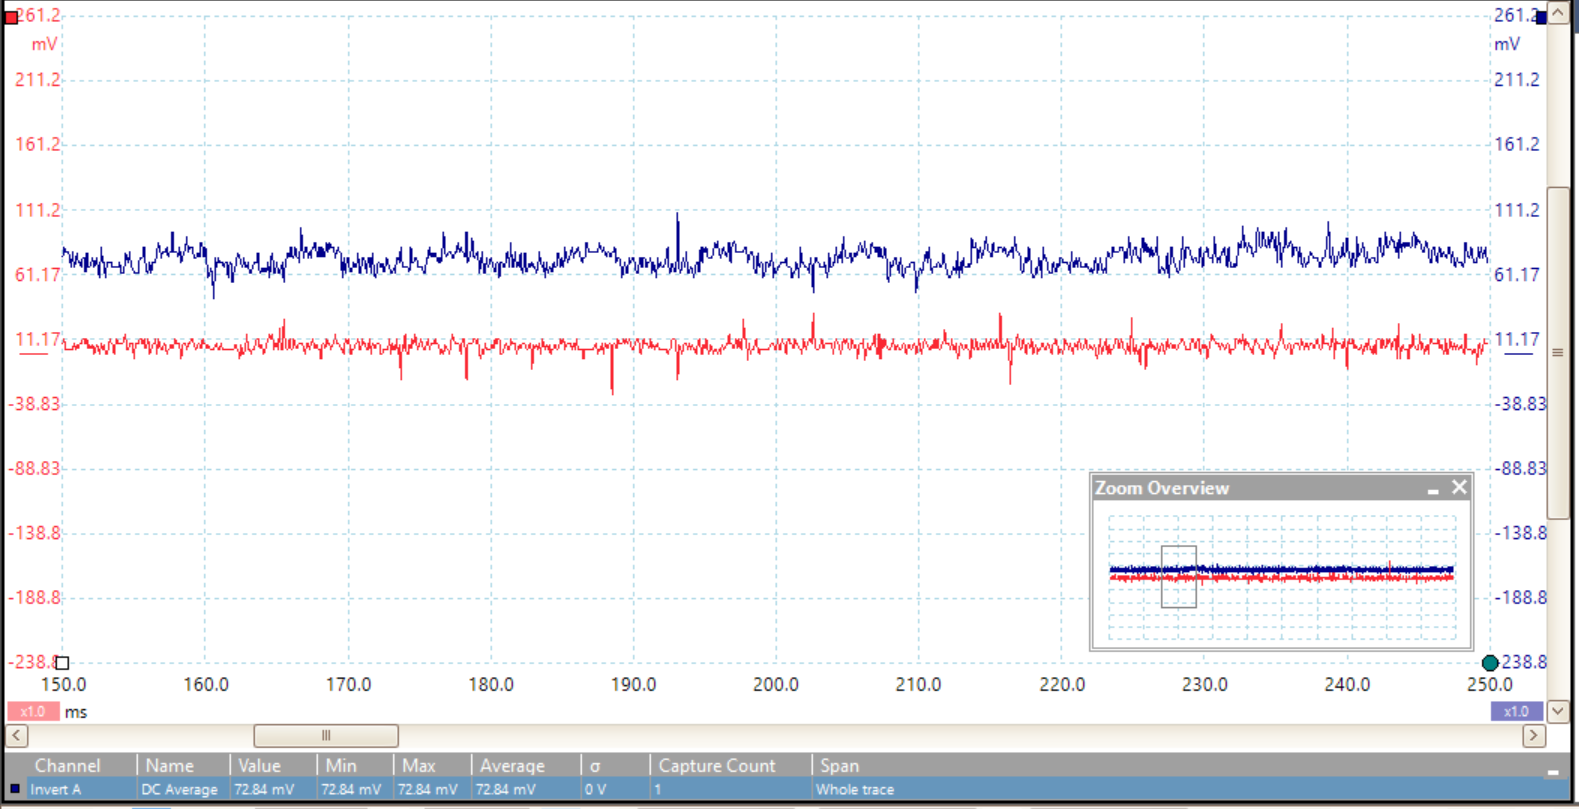 261.2 261.2
mV mV
211.2 211.2
161.2 161.2
111.2 111.2
61.17 61.17
11.17 11.17
-38.83 -38.83
-88.83 -88.83
Zoom Overview
-138.8 -138.8
-188.8 -188.8
-238.8 -238.8
150.0 160.0 170.0 180.0 190.0 200.0 210.0 220.0 230.0 240.0 250.0
x1.0 ms x1.0
Channel Name Value Min Max Average σ Capture Count Span
Invert A DC Average 72.84 mV 72.84 mV 72.84 mV 72.84 mV 0 V 1 Whole trace